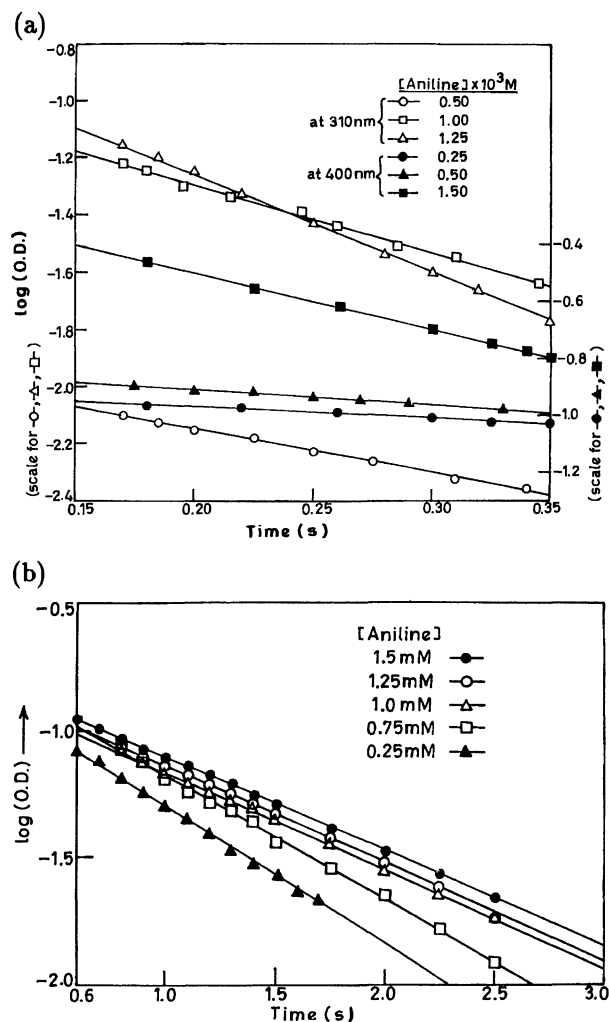 (a)
[Aniline]x10³M
at 310nm
0.50
1.00
1.25
at 400nm
0.25
0.50
1.50
log (O.D.)
(scale for -○-,-△-,-□-)
-0.8
-1.0
-1.2
-1.4
-1.6
-1.8
-2.0
-2.2
-2.4
-0.4
-0.6
-0.8
-1.0
-1.2
(scale for -●-,-▲-,-■-)
0.15
0.20
0.25
0.30
0.35
Time (s)
(b)
[Aniline]
1.5mM
1.25mM
1.0 mM
0.75mM
0.25mM
log (O.D.) →
-0.5
-1.0
-1.5
-2.0
0.6
1.0
1.5
2.0
2.5
3.0
Time (s)